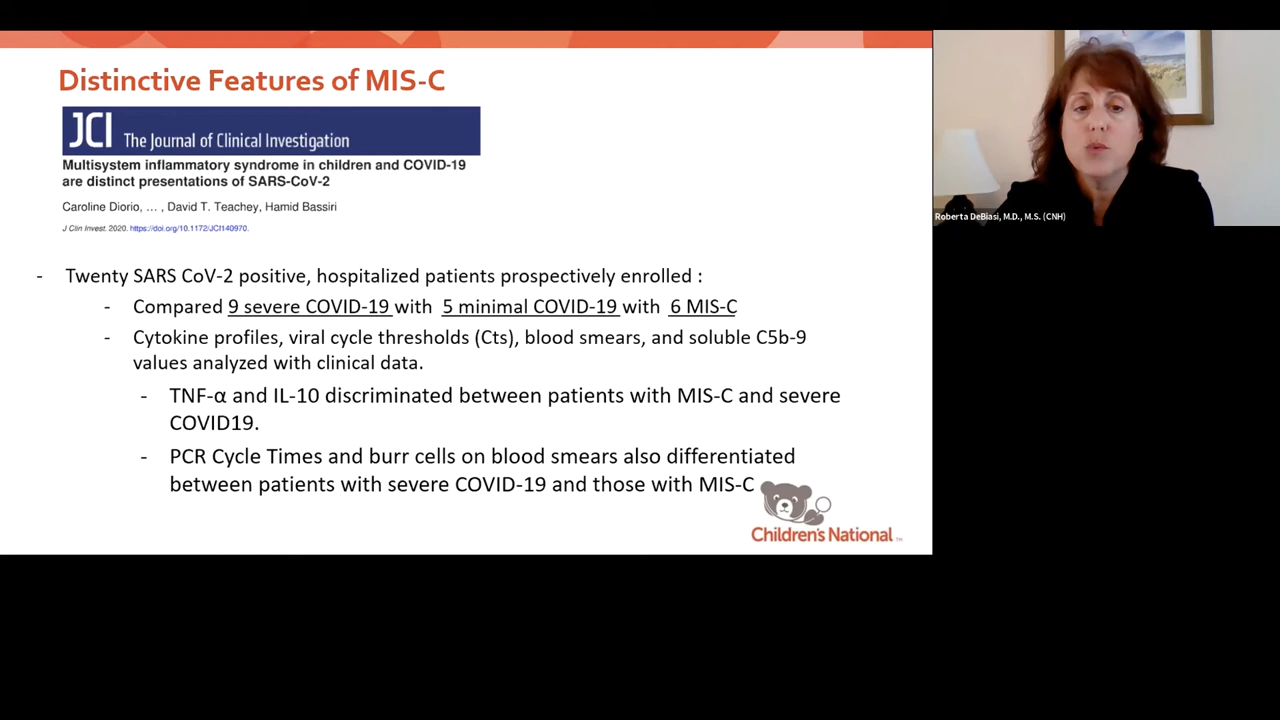 Distinctive Features of MIS-C
JCI The Journal of Clinical Investigation
Multisystem inflammatory syndrome in children and COVID-19
are distinct presentations of SARS-CoV-2
Caroline Diorio, … , David T. Teachey, Hamid Bassiri
J Clin Invest. 2020. https://doi.org/10.1172/JCI140970.
- Twenty SARS CoV-2 positive, hospitalized patients prospectively enrolled :
- Compared 9 severe COVID-19 with 5 minimal COVID-19 with 6 MIS-C
- Cytokine profiles, viral cycle thresholds (Cts), blood smears, and soluble C5b-9
values analyzed with clinical data.
- TNF-α and IL-10 discriminated between patients with MIS-C and severe
COVID19.
- PCR Cycle Times and burr cells on blood smears also differentiated
between patients with severe COVID-19 and those with MIS-C
Children's National ™
Roberta DeBiasi, M.D., M.S. (CNH)